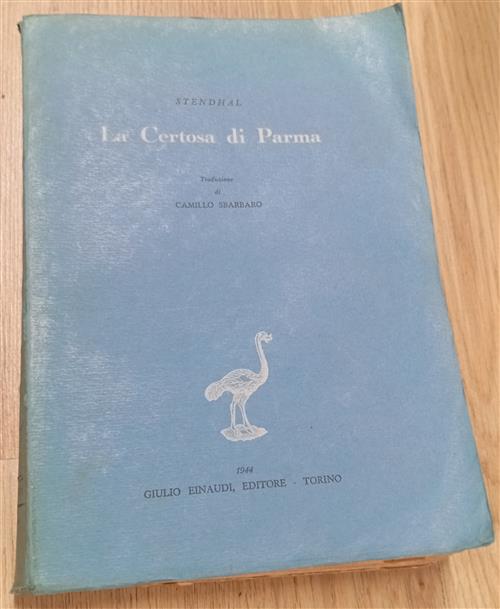 STENDHAL
La Certosa di Parma
Traduzione
di
CAMILLO SBARBARO
1944
GIULIO EINAUDI, EDITORE - TORINO